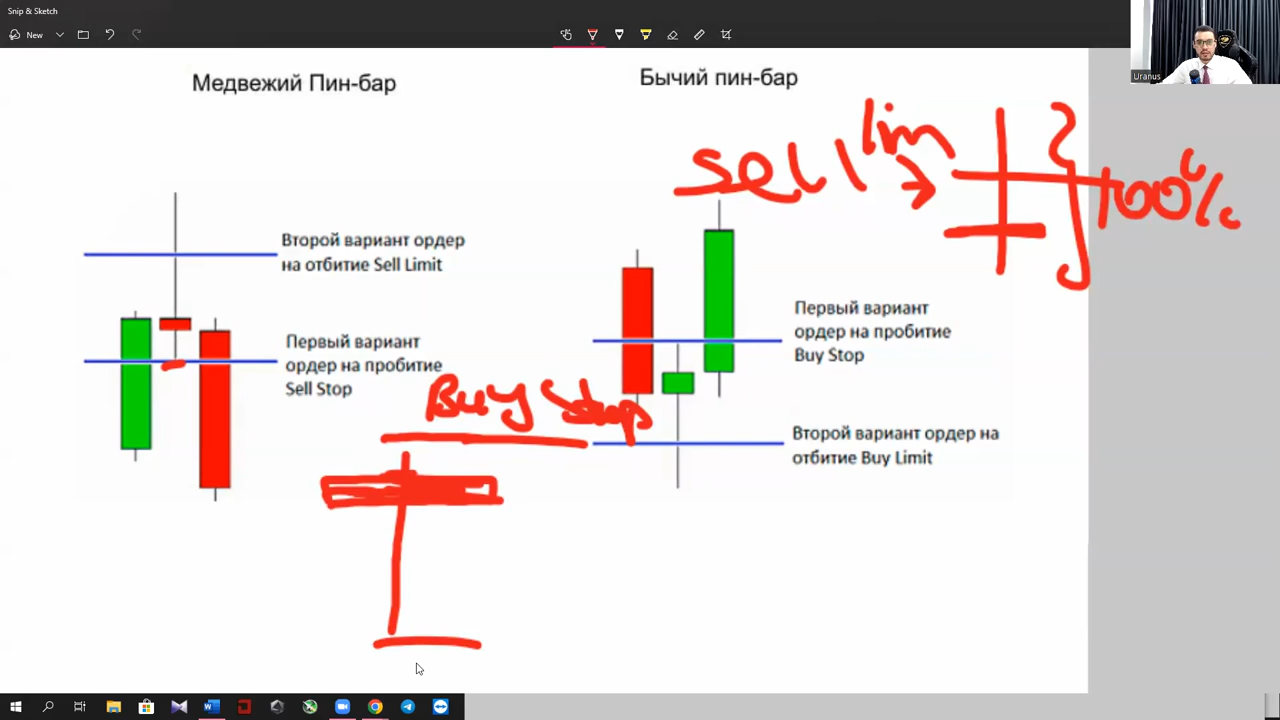 Snip & Sketch
New
Uranus
Медвежий Пин-бар
Бычий пин-бар
sell lim
100%
Второй вариант ордер
на отбитие Sell Limit
Первый вариант
ордер на пробитие
Buy Stop
Первый вариант
ордер на пробитие
Sell Stop
Buy Stop
Второй вариант ордер на
отбитие Buy Limit